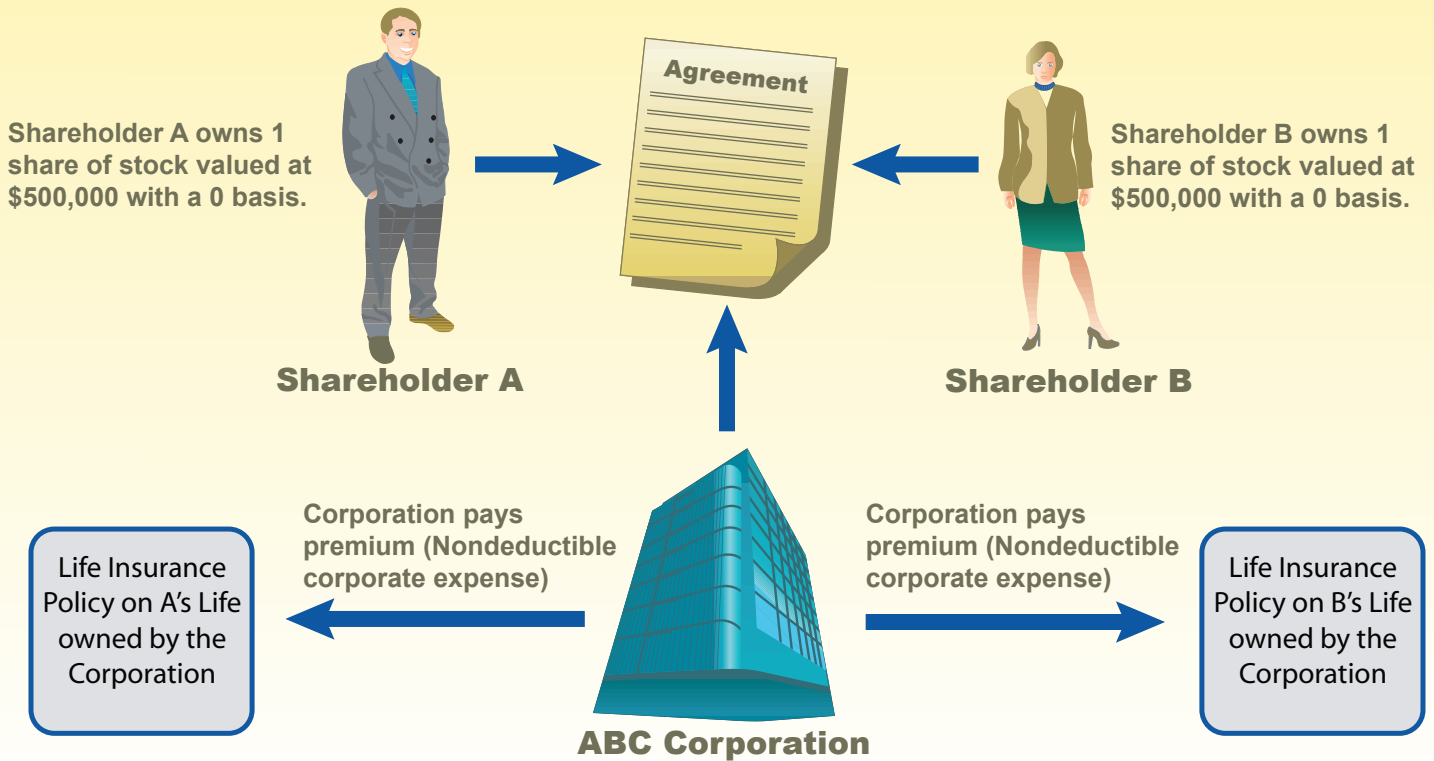 Agreement
Shareholder A owns 1
share of stock valued at
$500,000 with a 0 basis.
Shareholder B owns 1
share of stock valued at
$500,000 with a 0 basis.
Shareholder A
Shareholder B
Corporation pays
premium (Nondeductible
corporate expense)
Corporation pays
premium (Nondeductible
corporate expense)
Life Insurance
Policy on A's Life
owned by the
Corporation
Life Insurance
Policy on B's Life
owned by the
Corporation
ABC Corporation